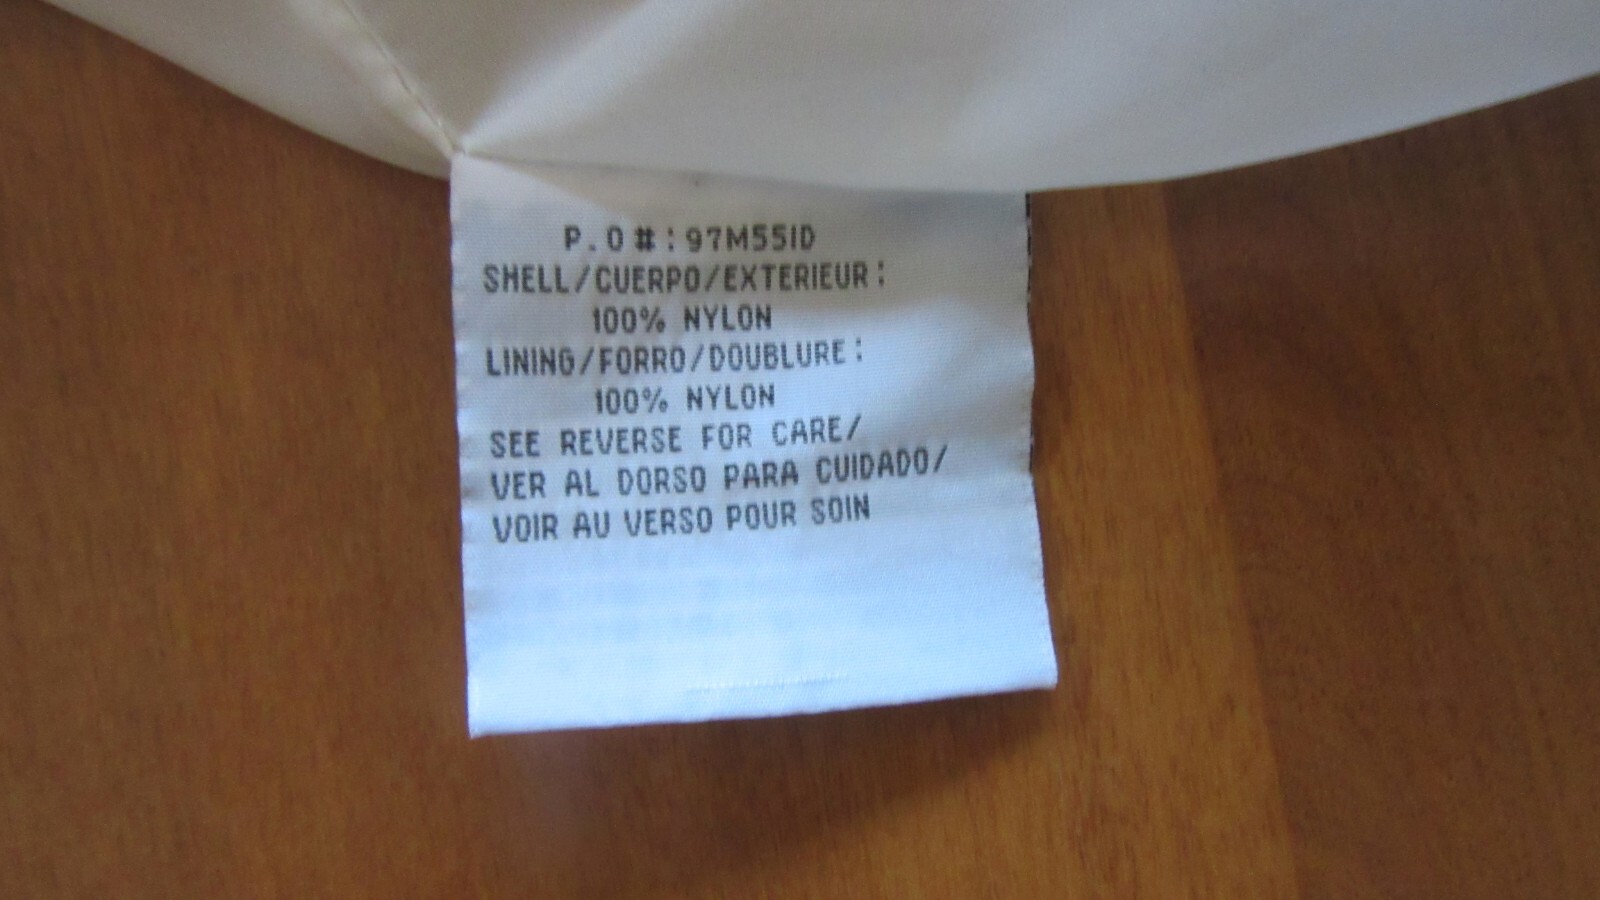 P.O#:97M55ID
SHELL/CUERPO/EXTERIEUR:
100% NYLON
LINING/FORRO/DOUBLURE:
100% NYLON
SEE REVERSE FOR CARE/
VER AL DORSO PARA CUIDADO/
VOIR AU VERSO POUR SOIN